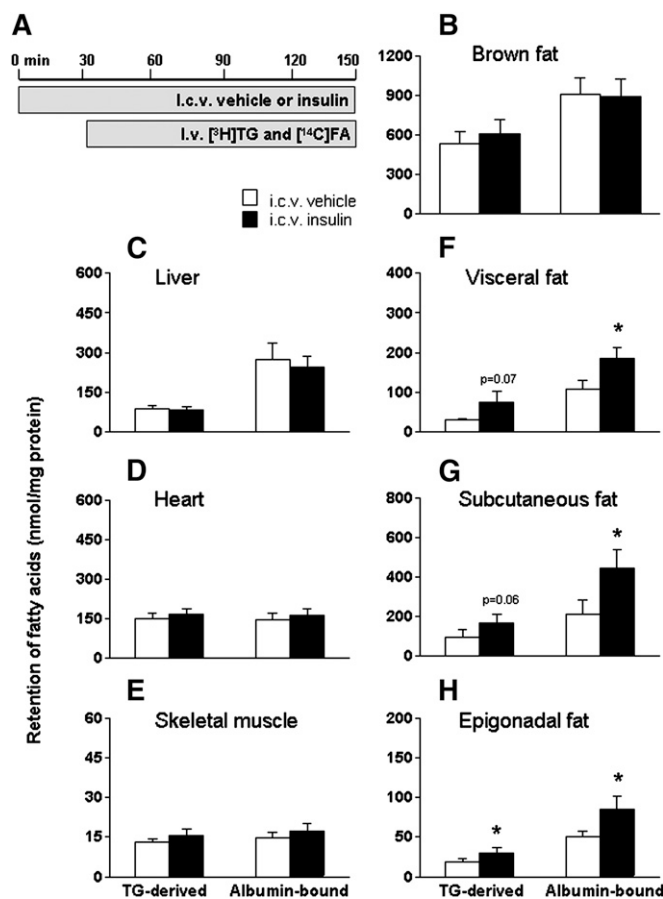 A
0 min 30 60 90 120 150
I.c.v. vehicle or insulin
I.v. [³H]TG and [¹⁴C]FA
i.c.v. vehicle
i.c.v. insulin
B
Brown fat
1200
900
600
300
0
Retention of fatty acids (nmol/mg protein)
C
Liver
600
450
300
150
0
F
Visceral fat
400
300
200
100
0
p=0.07
*
D
Heart
600
450
300
150
0
G
Subcutaneous fat
800
600
400
200
0
p=0.06
*
E
Skeletal muscle
60
45
30
15
0
TG-derived Albumin-bound
H
Epigonadal fat
200
150
100
50
0
*
*
TG-derived Albumin-bound